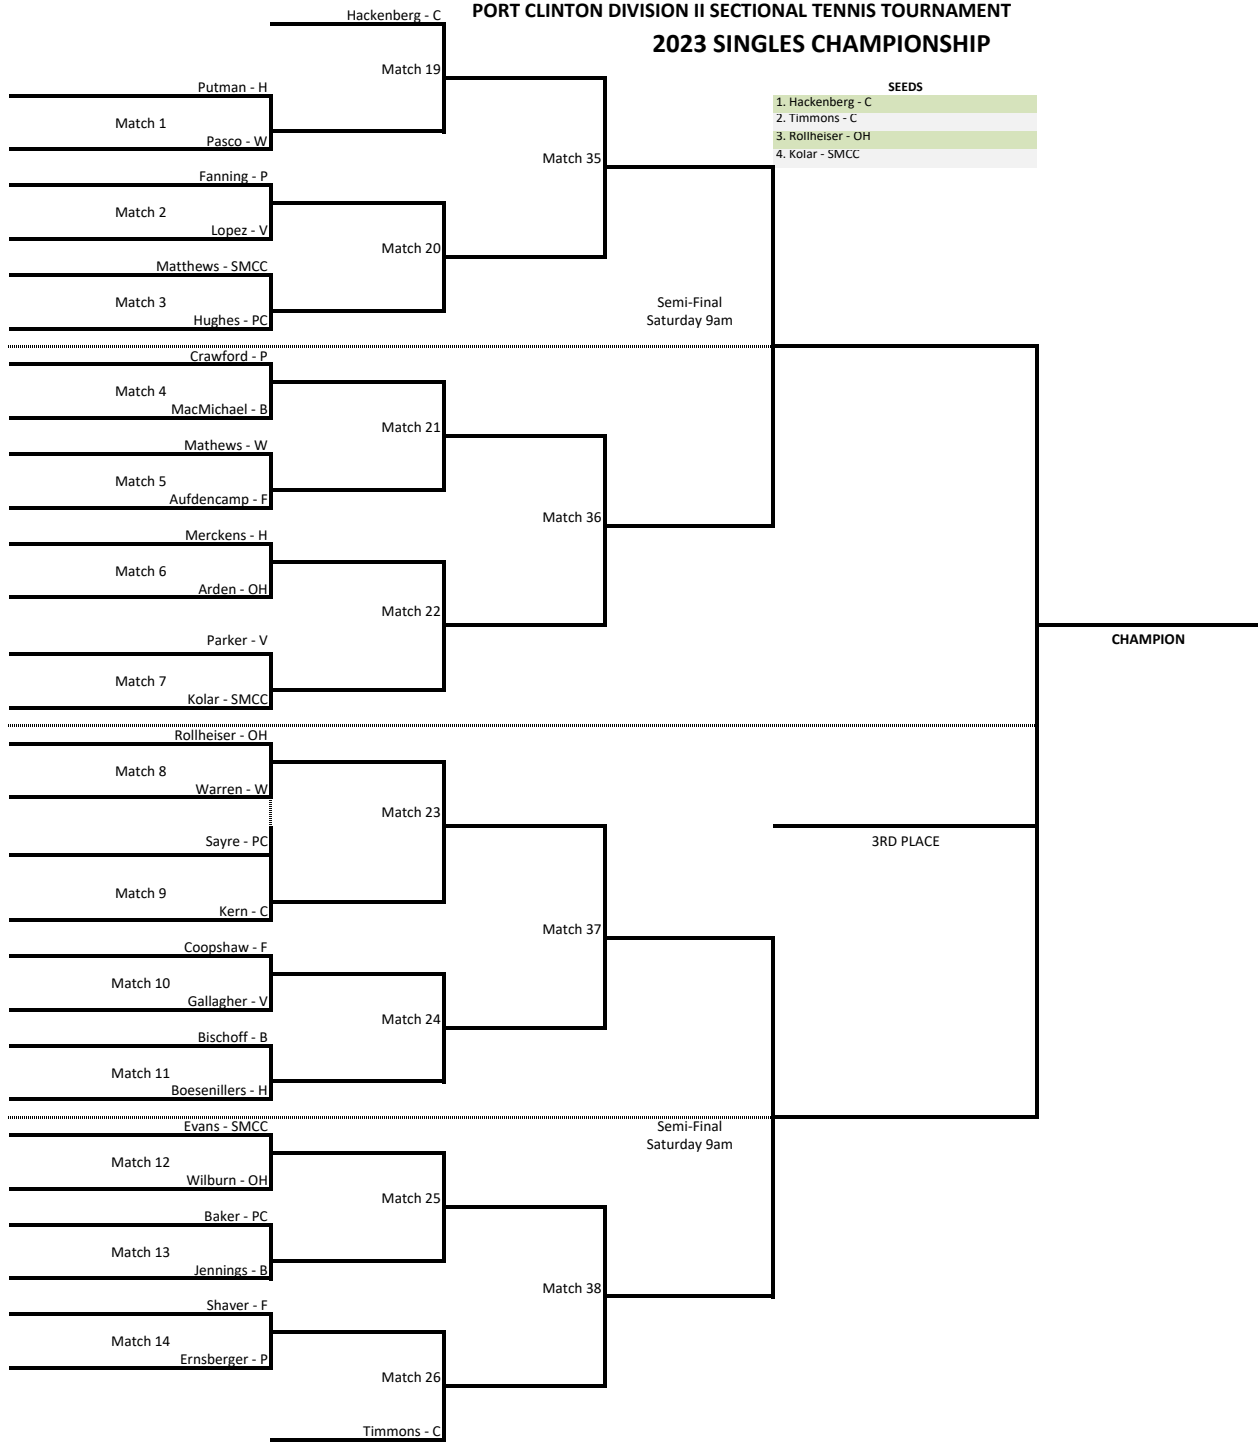 PORT CLINTON DIVISION II SECTIONAL TENNIS TOURNAMENT
2023 SINGLES CHAMPIONSHIP
Hackenberg - C
Match 19
SEEDS
1. Hackenberg - C
2. Timmons - C
3. Rollheiser - OH
4. Kolar - SMCC
Putman - H
Match 1
Pasco - W
Match 35
Fanning - P
Match 2
Lopez - V
Match 20
Matthews - SMCC
Match 3
Hughes - PC
Semi-Final
Saturday 9am
Crawford - P
Match 4
MacMichael - B
Match 21
Mathews - W
Match 5
Aufdencamp - F
Match 36
Merckens - H
Match 6
Arden - OH
Match 22
Parker - V
Match 7
Kolar - SMCC
CHAMPION
Rollheiser - OH
Match 8
Warren - W
Match 23
Sayre - PC
Match 9
Kern - C
3RD PLACE
Match 37
Coopshaw - F
Match 10
Gallagher - V
Match 24
Bischoff - B
Match 11
Boesenillers - H
Semi-Final
Saturday 9am
Evans - SMCC
Match 12
Wilburn - OH
Match 25
Baker - PC
Match 13
Jennings - B
Match 38
Shaver - F
Match 14
Ernsberger - P
Match 26
Timmons - C